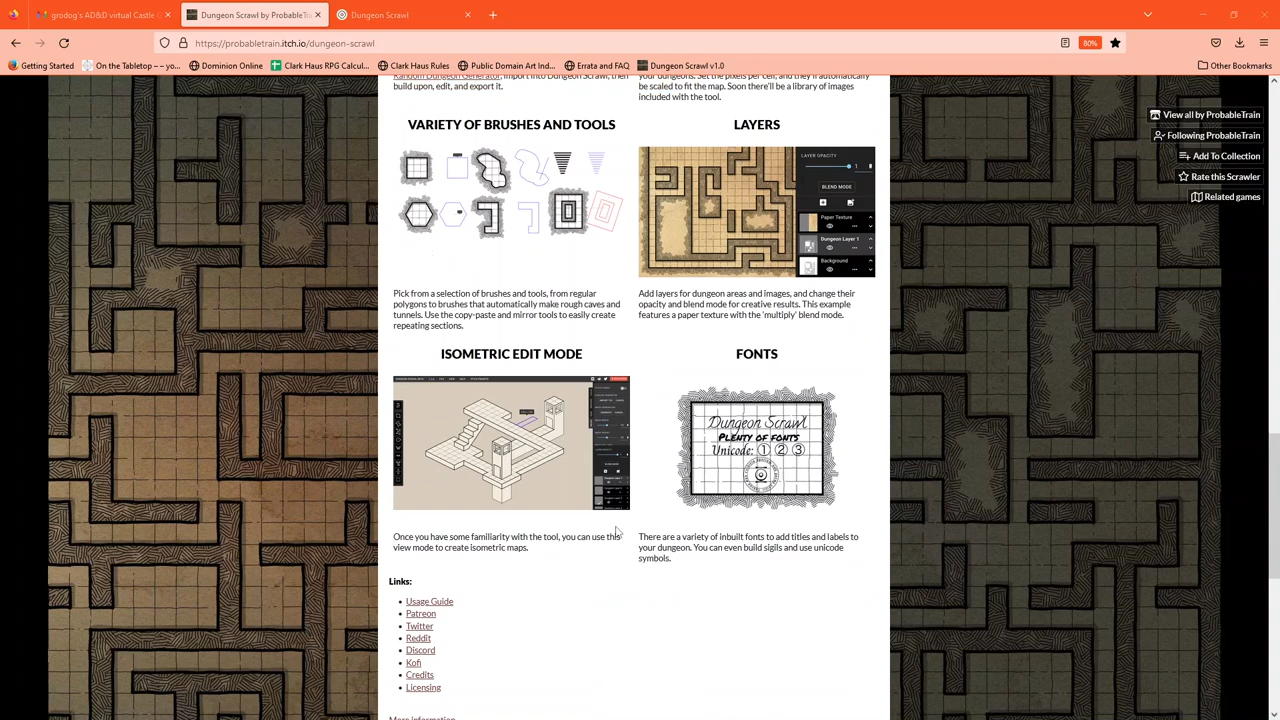 grodog's AD&D virtual Castle G
Dungeon Scrawl by ProbableTrai
Dungeon Scrawl
https://probabletrain.itch.io/dungeon-scrawl
80%
Getting Started
On the Tabletop – – yo...
Dominion Online
Clark Haus RPG Calcul...
Clark Haus Rules
Public Domain Art Ind...
Errata and FAQ
Dungeon Scrawl v1.0
Other Bookmarks
Random Dungeon Generator, import into Dungeon Scrawl, then
build upon, edit, and export it.
your dungeons. Set the pixels per cell, and they'll automatically
be scaled to fit the map. Soon there'll be a library of images
included with the tool.
View all by ProbableTrain
Following ProbableTrain
Add to Collection
Rate this Scrawler
Related games
VARIETY OF BRUSHES AND TOOLS
Pick from a selection of brushes and tools, from regular
polygons to brushes that automatically make rough caves and
tunnels. Use the copy-paste and mirror tools to easily create
repeating sections.
LAYERS
LAYER OPACITY
1
BLEND MODE
Paper Texture
Dungeon Layer 1
Background
Add layers for dungeon areas and images, and change their
opacity and blend mode for creative results. This example
features a paper texture with the 'multiply' blend mode.
ISOMETRIC EDIT MODE
Once you have some familiarity with the tool, you can use this
view mode to create isometric maps.
FONTS
Dungeon Scrawl
PLENTY OF FONTS
Unicode: ① ② ③
There are a variety of inbuilt fonts to add titles and labels to
your dungeon. You can even build sigils and use unicode
symbols.
Links:
Usage Guide
Patreon
Twitter
Reddit
Discord
Kofi
Credits
Licensing
More information